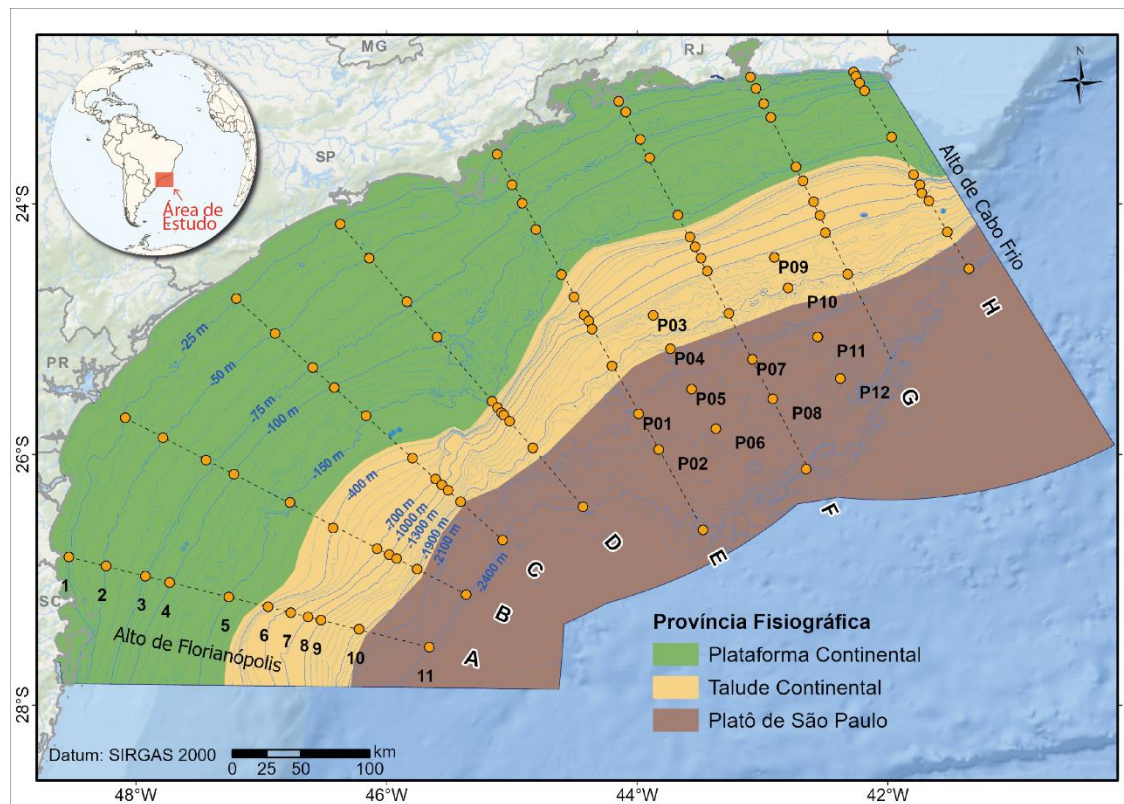 MG
RJ
SP
PR
SC
N
Área de
Estudo
24°S
26°S
28°S
-25 m
-50 m
-75 m
-100 m
-150 m
-400 m
-700 m
-1000 m
-1300 m
-1900 m
-2100 m
-2400 m
Alto de Cabo Frio
P09
P10
P03
P04
P11
P07
P05
P12
P08
P01
P06
P02
H
G
F
E
D
C
B
A
1
2
3
4
5
6
7
8
9
10
11
Alto de Florianópolis
Província Fisiográfica
Plataforma Continental
Talude Continental
Platô de São Paulo
Datum: SIRGAS 2000
km
0 25 50 100
48°W
46°W
44°W
42°W